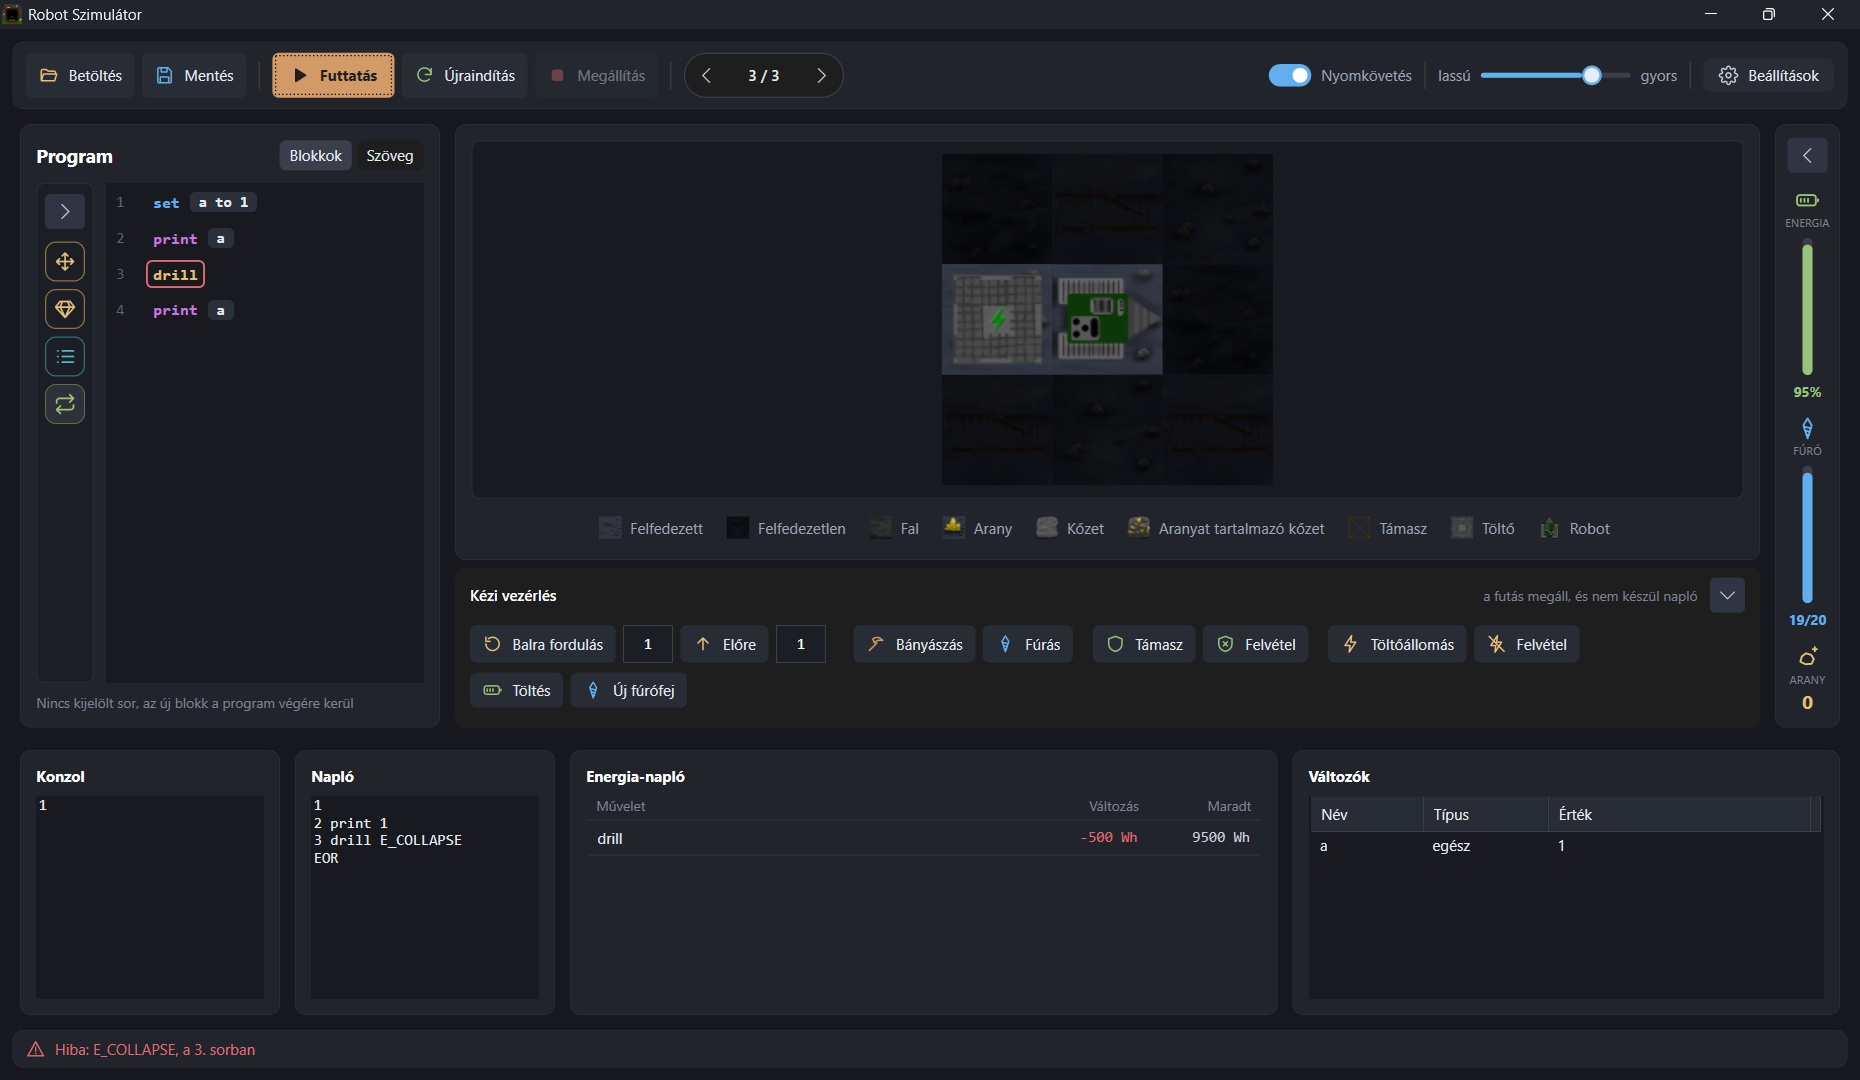 Robot Szimulátor
Betöltés Mentés Futtatás Újraindítás Megállítás 3 / 3 Nyomkövetés lassú gyors Beállítások
Program Blokkok Szöveg
1 set a to 1
2 print a
3 drill
4 print a
Nincs kijelölt sor, az új blokk a program végére kerül
Felfedezett Felfedezetlen Fal Arany Kőzet Aranyat tartalmazó kőzet Támasz Töltő Robot
Kézi vezérlés a futás megáll, és nem készül napló
Balra fordulás 1 Előre 1 Bányászás Fúrás Támasz Felvétel Töltőállomás Felvétel
Töltés Új fúrófej
ENERGIA
95%
FÚRÓ
19/20
ARANY
0
Konzol
1
Napló
1
2 print 1
3 drill E_COLLAPSE
EOR
Energia-napló
Művelet Változás Maradt
drill -500 Wh 9500 Wh
Változók
Név Típus Érték
a egész 1
Hiba: E_COLLAPSE, a 3. sorban